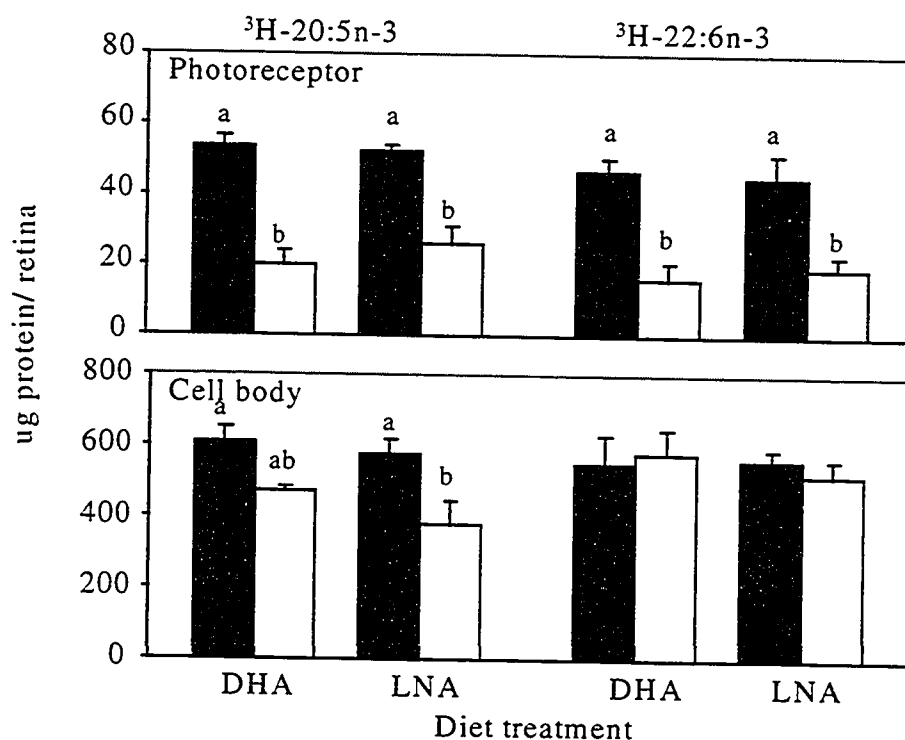 ³H-20:5n-3 ³H-22:6n-3
80
Photoreceptor
60
40
20
0
a b a b a b a b
800
Cell body
600
400
200
0
a ab a b
ug protein/ retina
DHA LNA DHA LNA
Diet treatment